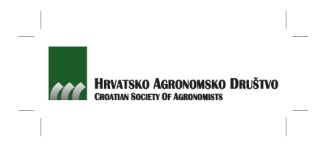 HRVATSKO AGRONOMSKO DRUŠTVO
CROATIAN SOCIETY OF AGRONOMISTS